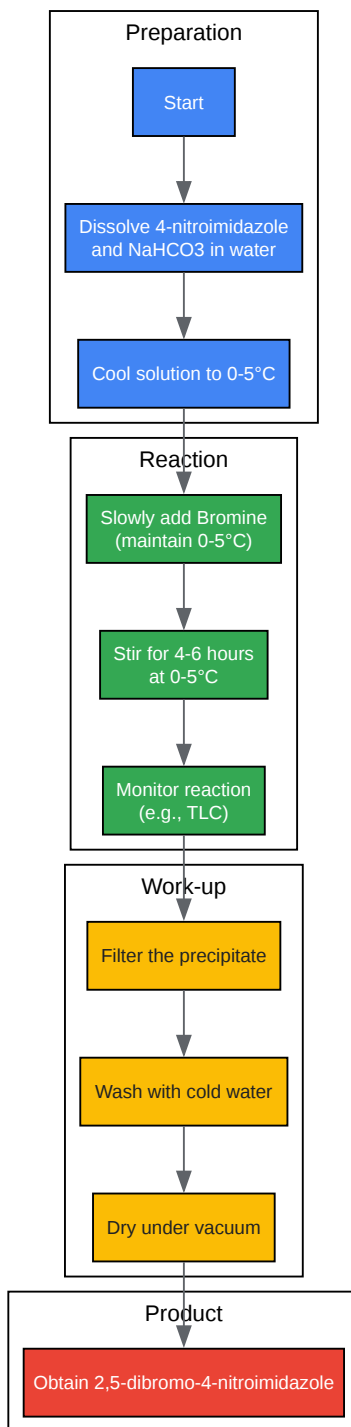 Preparation
Start
Dissolve 4-nitroimidazole
and NaHCO3 in water
Cool solution to 0-5°C
Reaction
Slowly add Bromine
(maintain 0-5°C)
Stir for 4-6 hours
at 0-5°C
Monitor reaction
(e.g., TLC)
Work-up
Filter the precipitate
Wash with cold water
Dry under vacuum
Product
Obtain 2,5-dibromo-4-nitroimidazole